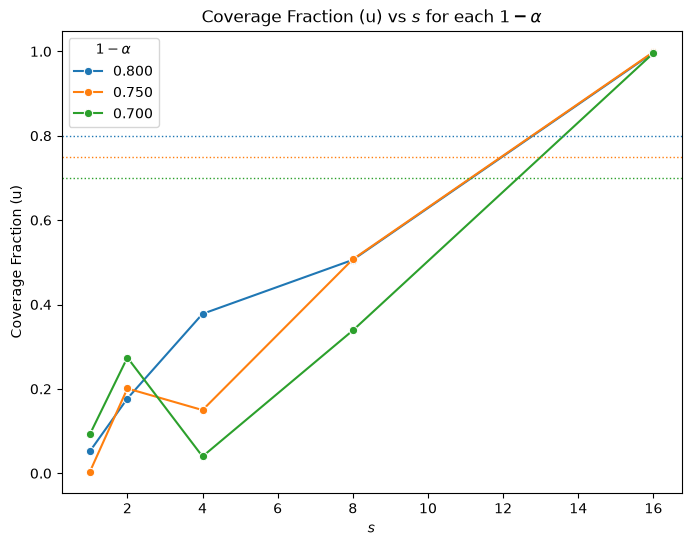 Coverage Fraction (u) vs s for each 1 − α
1 − α
0.800
0.750
0.700
Coverage Fraction (u)
1.0
0.8
0.6
0.4
0.2
0.0
2 4 6 8 10 12 14 16
s